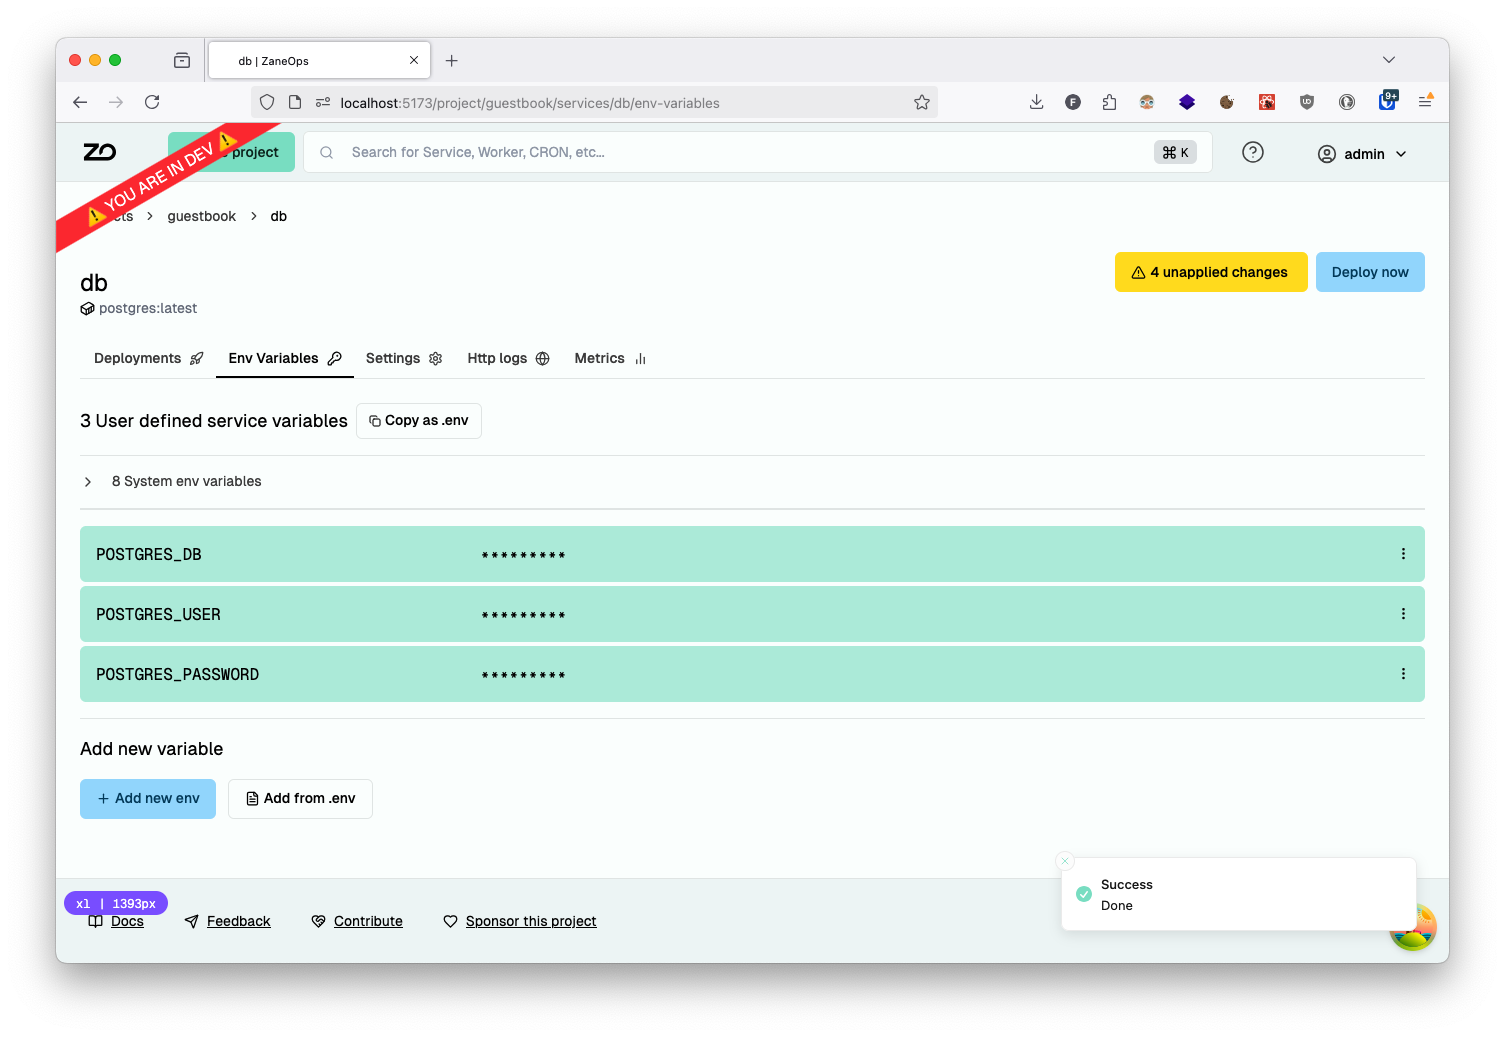 db | ZaneOps
localhost:5173/project/guestbook/services/db/env-variables
9+
ZO
project
Search for Service, Worker, CRON, etc...
⌘ K
admin
YOU ARE IN DEV
guestbook
db
db
4 unapplied changes
Deploy now
postgres:latest
Deployments
Env Variables
Settings
Http logs
Metrics
3 User defined service variables
Copy as .env
8 System env variables
POSTGRES_DB *********
POSTGRES_USER *********
POSTGRES_PASSWORD *********
Add new variable
+ Add new env
Add from .env
Success
Done
xl | 1393px
Docs
Feedback
Contribute
Sponsor this project